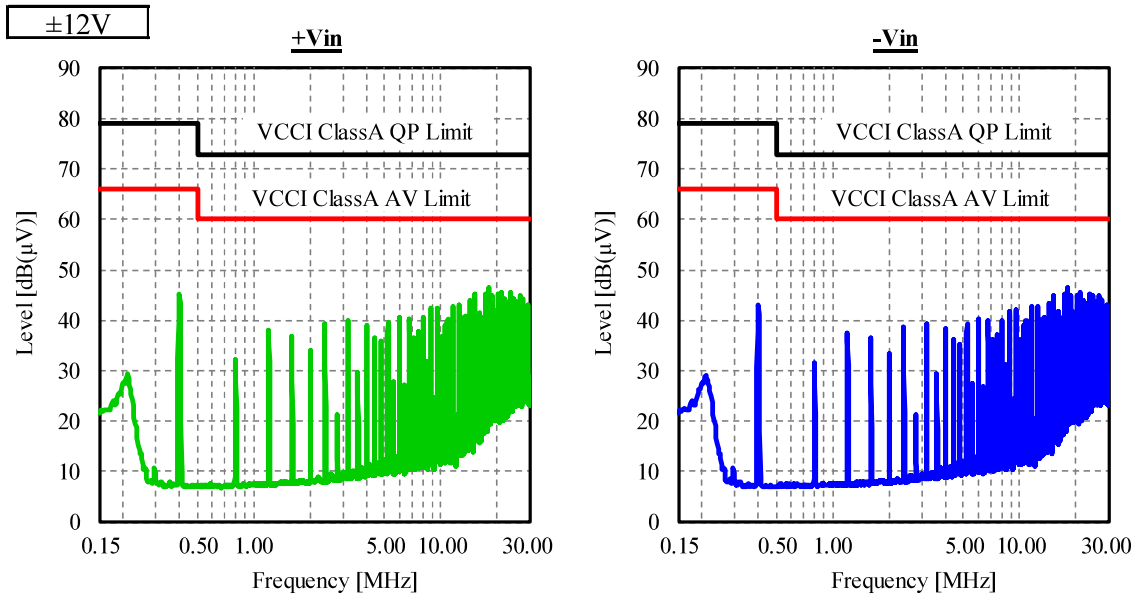 ±12V
+Vin
90
80
70
60
50
40
30
20
10
0
Level [dB(μV)]
VCCI ClassA QP Limit
VCCI ClassA AV Limit
0.15 0.50 1.00 5.00 10.00 30.00
Frequency [MHz]
-Vin
90
80
70
60
50
40
30
20
10
0
Level [dB(μV)]
VCCI ClassA QP Limit
VCCI ClassA AV Limit
0.15 0.50 1.00 5.00 10.00 30.00
Frequency [MHz]